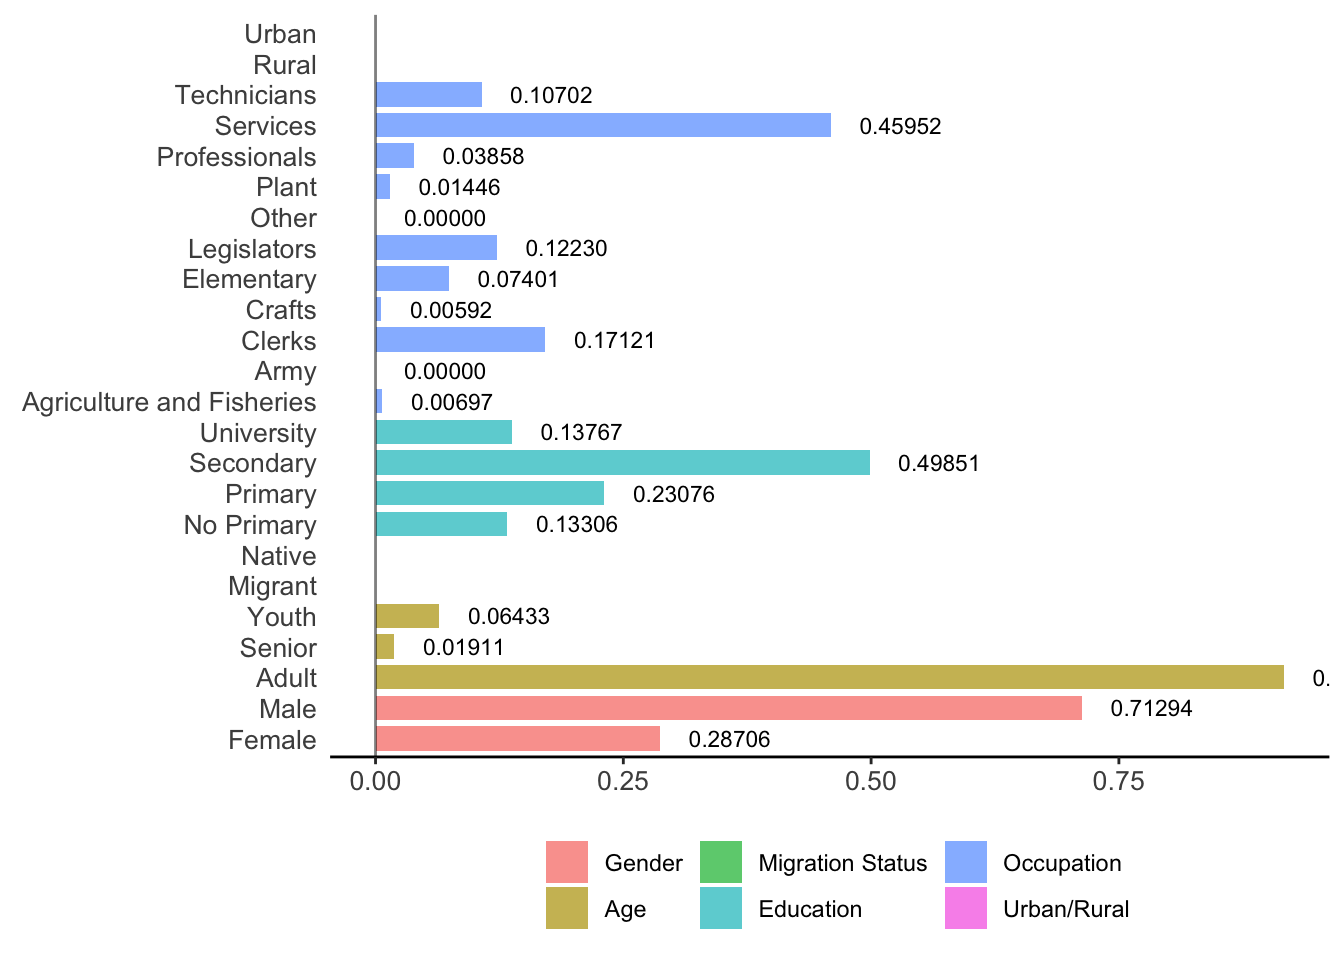 Urban
Rural
Technicians 0.10702
Services 0.45952
Professionals 0.03858
Plant 0.01446
Other 0.00000
Legislators 0.12230
Elementary 0.07401
Crafts 0.00592
Clerks 0.17121
Army 0.00000
Agriculture and Fisheries 0.00697
University 0.13767
Secondary 0.49851
Primary 0.23076
No Primary 0.13306
Native
Migrant
Youth 0.06433
Senior 0.01911
Adult 0.
Male 0.71294
Female 0.28706
0.00 0.25 0.50 0.75
Gender Migration Status Occupation
Age Education Urban/Rural